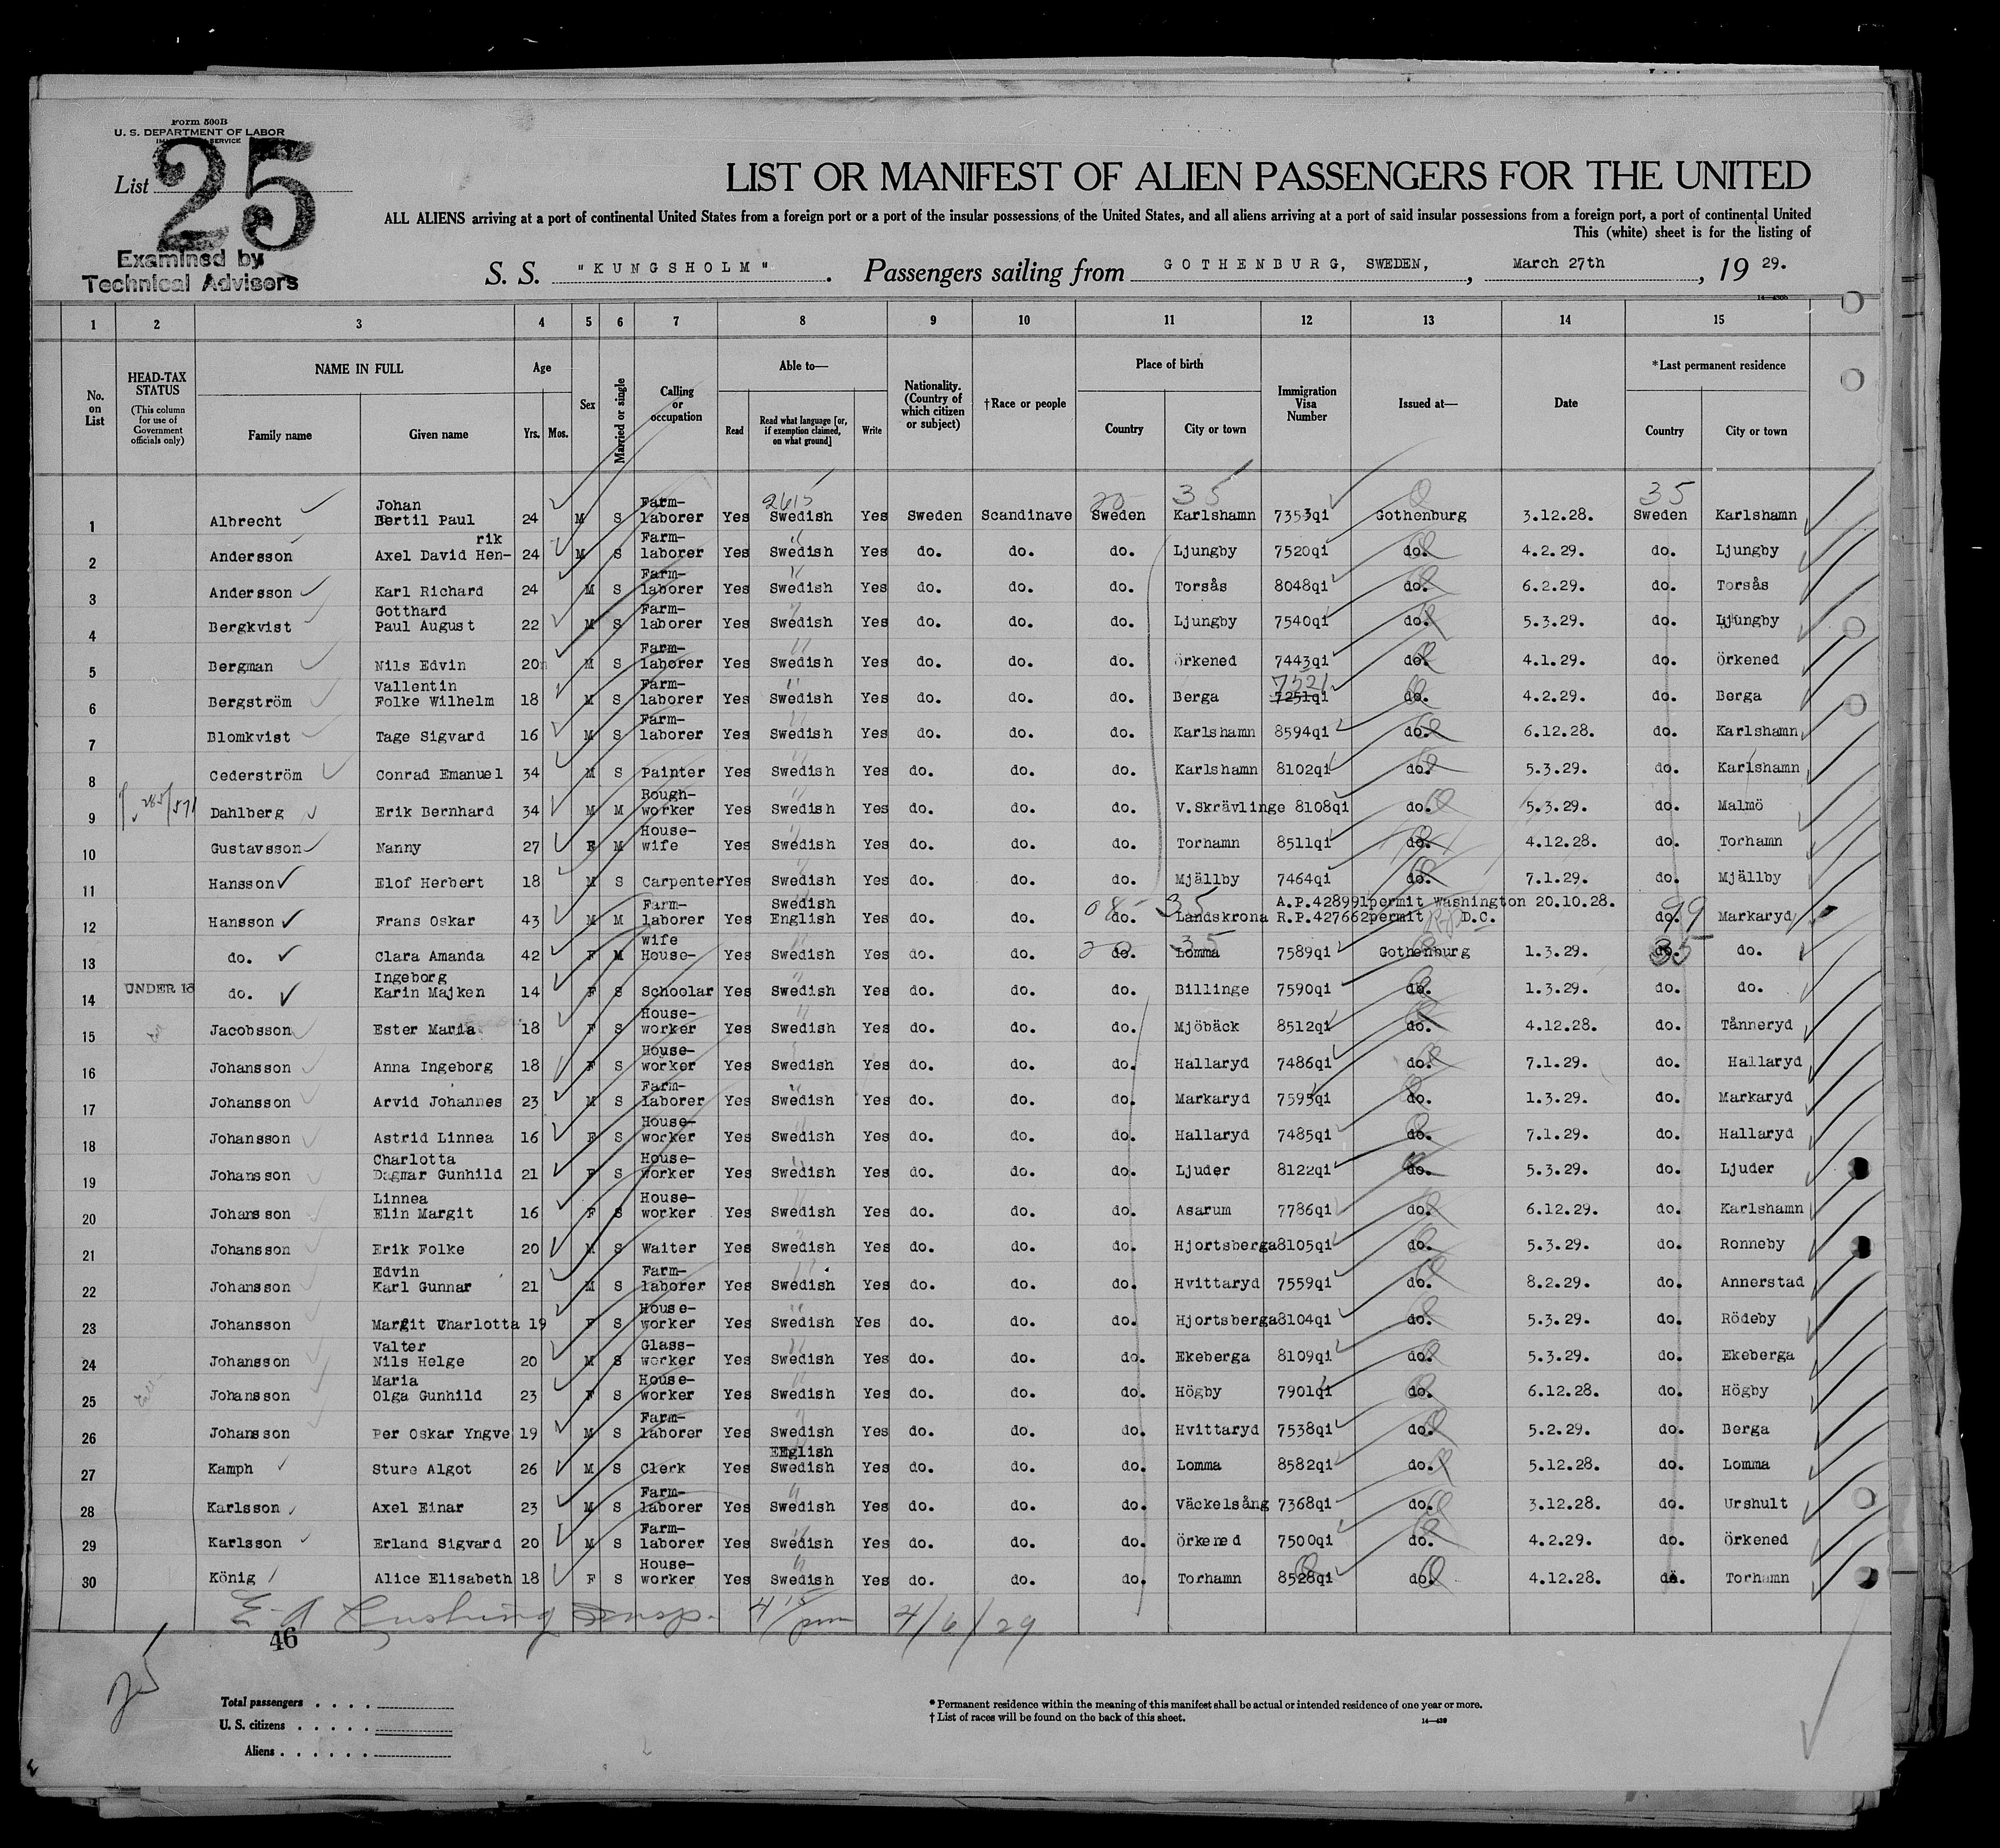 Form 500B
U. S. DEPARTMENT OF LABOR
SERVICE
List 25
Examined by
Technical Advisers
LIST OR MANIFEST OF ALIEN PASSENGERS FOR THE UNITED
ALL ALIENS arriving at a port of continental United States from a foreign port or a port of the insular possessions of the United States, and all aliens arriving at a port of said insular possessions from a foreign port, a port of continental United
This (white) sheet is for the listing of
S. S. "KUNGSHOLM". Passengers sailing from GOTHENBURG, SWEDEN, March 27th, 1929.
1 2 3 4 5 6 7 8 9 10 11 12 13 14 15
No. on List
HEAD-TAX STATUS (This column for use of Government officials only)
NAME IN FULL Family name Given name
Age Yrs. Mos.
Sex
Married or single
Calling or occupation
Able to— Read Read what language [or, if exemption claimed, on what ground] Write
Nationality. (Country of which citizen or subject)
†Race or people
Place of birth Country City or town
Immigration Visa Number
Issued at—
Date
*Last permanent residence Country City or town
2615 20 35 35
1 Albrecht Johan Bertil Paul 24 M S Farm-laborer Yes Swedish Yes Sweden Scandinave Sweden Karlshamn 7353qi Gothenburg 3.12.28. Sweden Karlshamn
2 Andersson Axel David Hen-rik 24 M S Farm-laborer Yes Swedish Yes do. do. do. Ljungby 7520qi do. 4.2.29. do. Ljungby
3 Andersson Karl Richard 24 M S Farm-laborer Yes Swedish Yes do. do. do. Torsås 8048qi do. 6.2.29. do. Torsås
4 Bergkvist Gotthard Paul August 22 M S Farm-laborer Yes Swedish Yes do. do. do. Ljungby 7540qi do. 5.3.29. do. Ljungby
5 Bergman Nils Edvin 20 M S Farm-laborer Yes Swedish Yes do. do. do. Örkened 7443qi do. 4.1.29. do. Örkened
6 Bergström Vallentin Folke Wilhelm 18 M S Farm-laborer Yes Swedish Yes do. do. do. Berga 7521 7251qi do. 4.2.29. do. Berga
7 Blomkvist Tage Sigvard 16 M S Farm-laborer Yes Swedish Yes do. do. do. Karlshamn 8594qi do. 6.12.28. do. Karlshamn
8 Cederström Conrad Emanuel 34 M S Painter Yes Swedish Yes do. do. do. Karlshamn 8102qi do. 5.3.29. do. Karlshamn
9 Dahlberg Erik Bernhard 34 M M Rough-worker Yes Swedish Yes do. do. do. V.Skrävlinge 8108qi do. 5.3.29. do. Malmö
10 Gustavsson Nanny 27 F M House-wife Yes Swedish Yes do. do. do. Torhamn 8511qi do. 4.12.28. do. Torhamn
11 Hansson Elof Herbert 18 M S Carpenter Yes Swedish Yes do. do. do. Mjällby 7464qi do. 7.1.29. do. Mjällby
12 Hansson Frans Oskar 43 M M Farm-laborer Yes Swedish English Yes do. do. do. 35 Landskrona A.P.428991permit Washington 20.10.28. R.P.427662permit D.C. do. 99 Markaryd
13 do. Clara Amanda 42 F M wife House- Yes Swedish Yes do. do. 20 do. 35 Lomma 7589qi Gothenburg 1.3.29. do. 35 do.
14 UNDER 16 do. Ingeborg Karin Majken 14 F S Schoolar Yes Swedish Yes do. do. do. Billinge 7590qi do. 1.3.29. do. do.
15 Jacobsson Ester Maria 18 F S House-worker Yes Swedish Yes do. do. do. Mjöbäck 8512qi do. 4.12.28. do. Tånneryd
16 Johansson Anna Ingeborg 18 F S House-worker Yes Swedish Yes do. do. do. Hallaryd 7486qi do. 7.1.29. do. Hallaryd
17 Johansson Arvid Johannes 23 M S Farm-laborer Yes Swedish Yes do. do. do. Markaryd 7595qi do. 1.3.29. do. Markaryd
18 Johansson Astrid Linnea 16 F S House-worker Yes Swedish Yes do. do. do. Hallaryd 7485qi do. 7.1.29. do. Hallaryd
19 Johansson Charlotta Dagmar Gunhild 21 F S House-worker Yes Swedish Yes do. do. do. Ljuder 8122qi do. 5.3.29. do. Ljuder
20 Johansson Linnea Elin Margit 16 F S House-worker Yes Swedish Yes do. do. do. Asarum 7786qi do. 6.12.29. do. Karlshamn
21 Johansson Erik Folke 20 M S Waiter Yes Swedish Yes do. do. do. Hjortsberga 8105qi do. 5.3.29. do. Ronneby
22 Johansson Edvin Karl Gunnar 21 M S Farm-laborer Yes Swedish Yes do. do. do. Hvittaryd 7559qi do. 8.2.29. do. Annerstad
23 Johansson Margit Charlotta 19 F S House-worker Yes Swedish Yes do. do. do. Hjortsberga 8104qi do. 5.3.29. do. Rödeby
24 Johansson Valter Nils Helge 20 M S Glass-worker Yes Swedish Yes do. do. do. Ekeberga 8109qi do. 5.3.29. do. Ekeberga
25 Johansson Maria Olga Gunhild 23 F S House-worker Yes Swedish Yes do. do. do. Högby 7901qi do. 6.12.28. do. Högby
26 Johansson Per Oskar Yngve 19 M S Farm-laborer Yes Swedish Yes do. do. do. Hvittaryd 7538qi do. 5.2.29. do. Berga
27 Kamph Sture Algot 26 M S Clerk Yes English Swedish Yes do. do. do. Lomma 8582qi do. 5.12.28. do. Lomma
28 Karlsson Axel Einar 23 M S Farm-laborer Yes Swedish Yes do. do. do. Väckelsång 7368qi do. 3.12.28. do. Urshult
29 Karlsson Erland Sigvard 20 M S Farm-laborer Yes Swedish Yes do. do. do. Örkened 7500qi do. 4.2.29. do. Örkened
30 König Alice Elisabeth 18 F S House-worker Yes Swedish Yes do. do. do. Torhamn 8528qi do. 4.12.28. do. Torhamn
Insp. 4 15 pm 4/6/29
46
Total passengers . . . .
U. S. citizens . . . . .
Aliens . . . . . .
* Permanent residence within the meaning of this manifest shall be actual or intended residence of one year or more.
† List of races will be found on the back of this sheet.